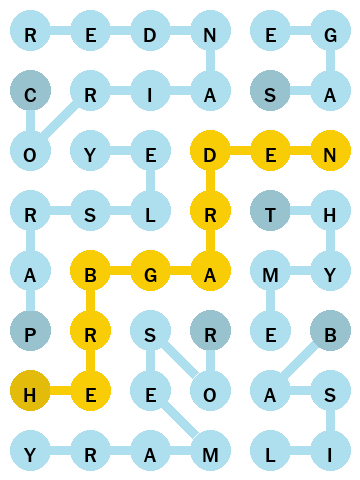 R E D N E G
C R I A S A
O Y E D E N
R S L R T H
A B G A M Y
P R S R E B
H E E O A S
Y R A M L I